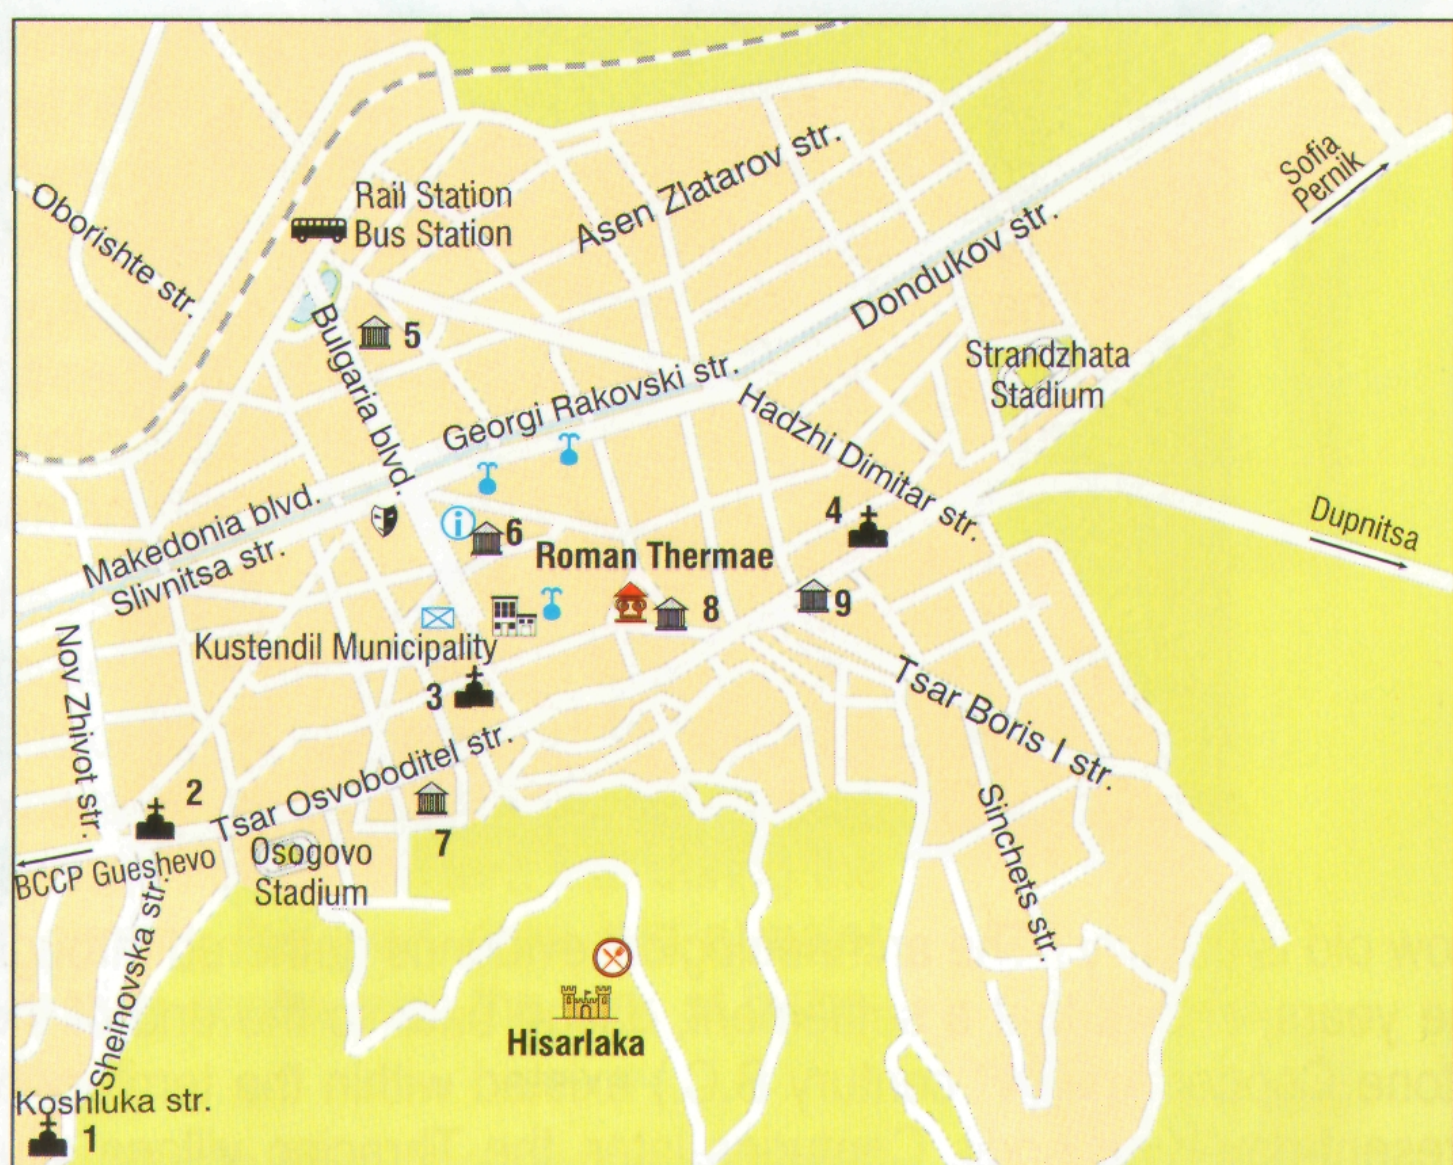 Oborishte str.
Rail Station
Bus Station
Asen Zlatarov str.
Sofia
Pernik
Dondukov str.
Bulgaria blvd.
5
Strandzhata
Stadium
Georgi Rakovski str.
Hadzhi Dimitar str.
Makedonia blvd.
Slivnitsa str.
i
6
4
Dupnitsa
Roman Thermae
8
9
Kustendil Municipality
3
Nov Zhivot str.
Tsar Boris I str.
Tsar Osvoboditel str.
2
7
Sinchets str.
BCCP Gueshevo
Osogovo
Stadium
Sheinovska str.
Hisarlaka
Koshluka str.
1